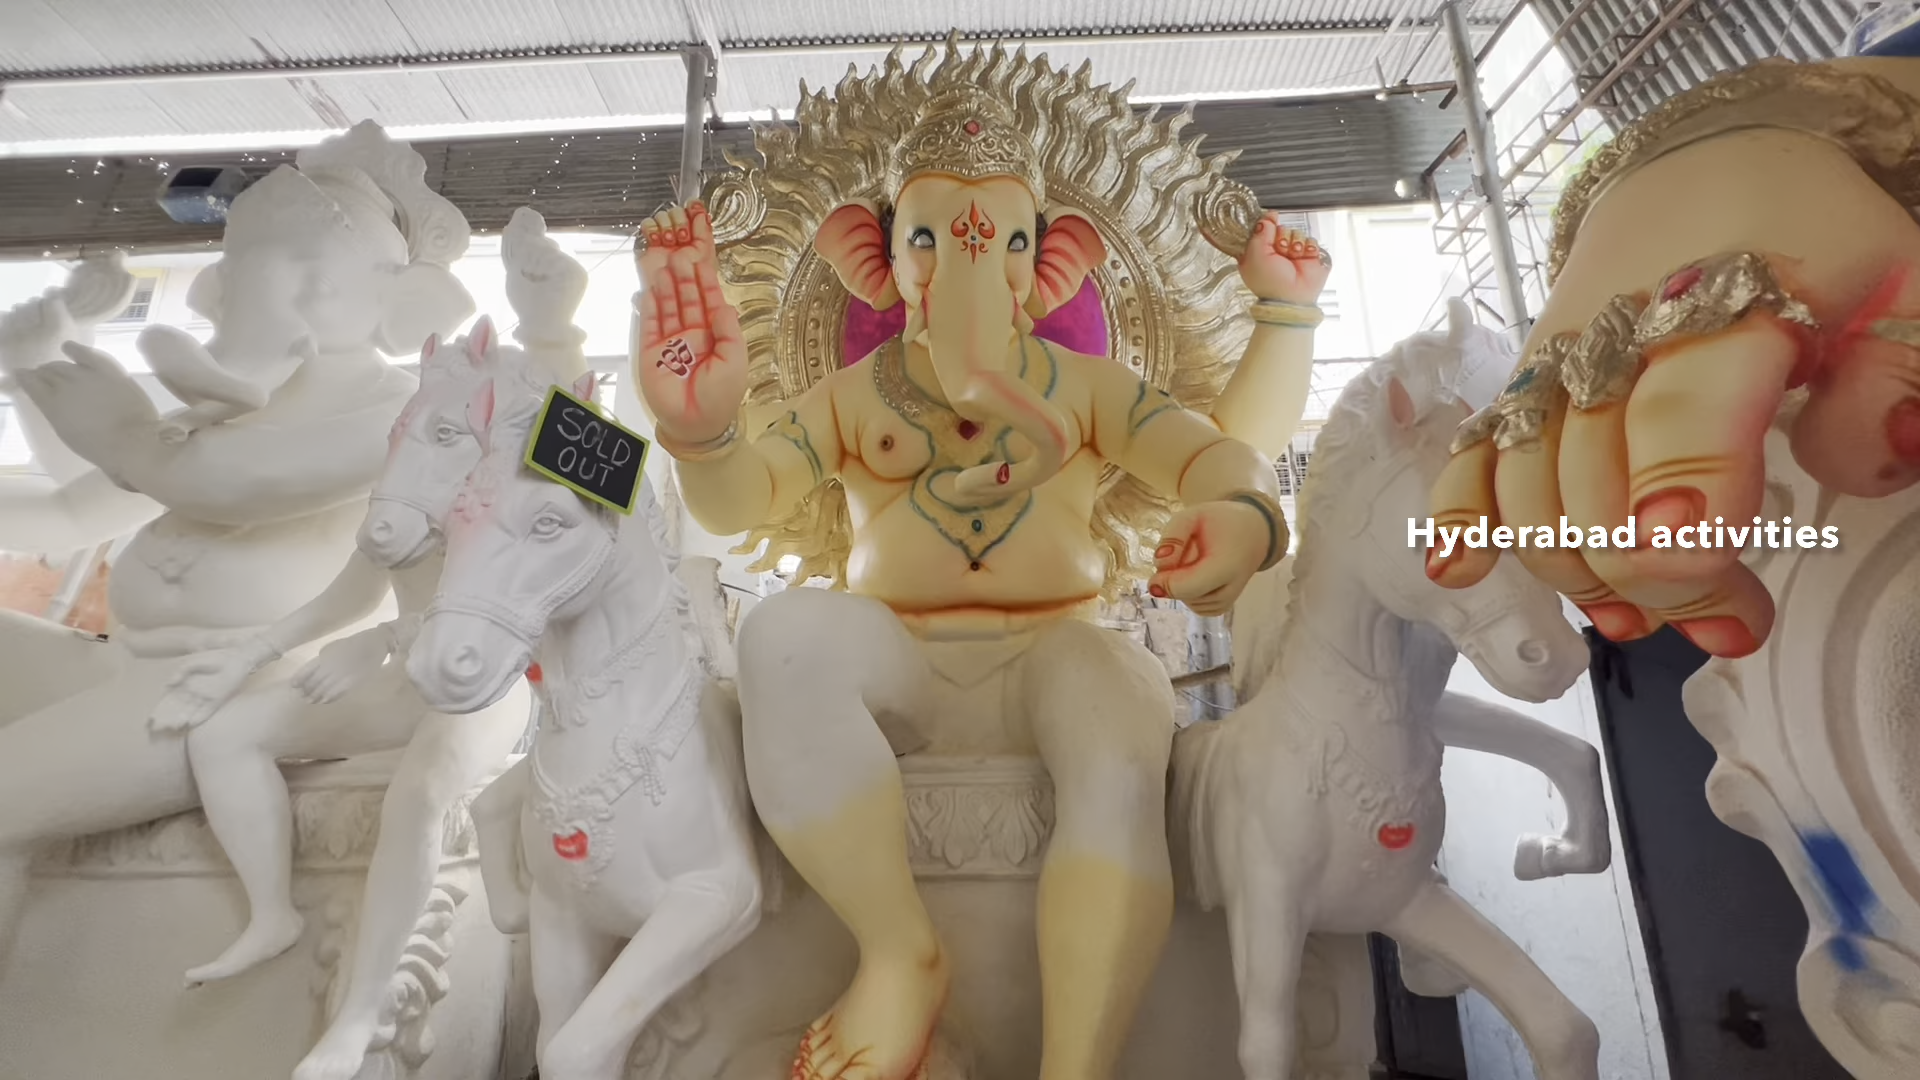 ॐ
SOLD
OUT
Hyderabad activities